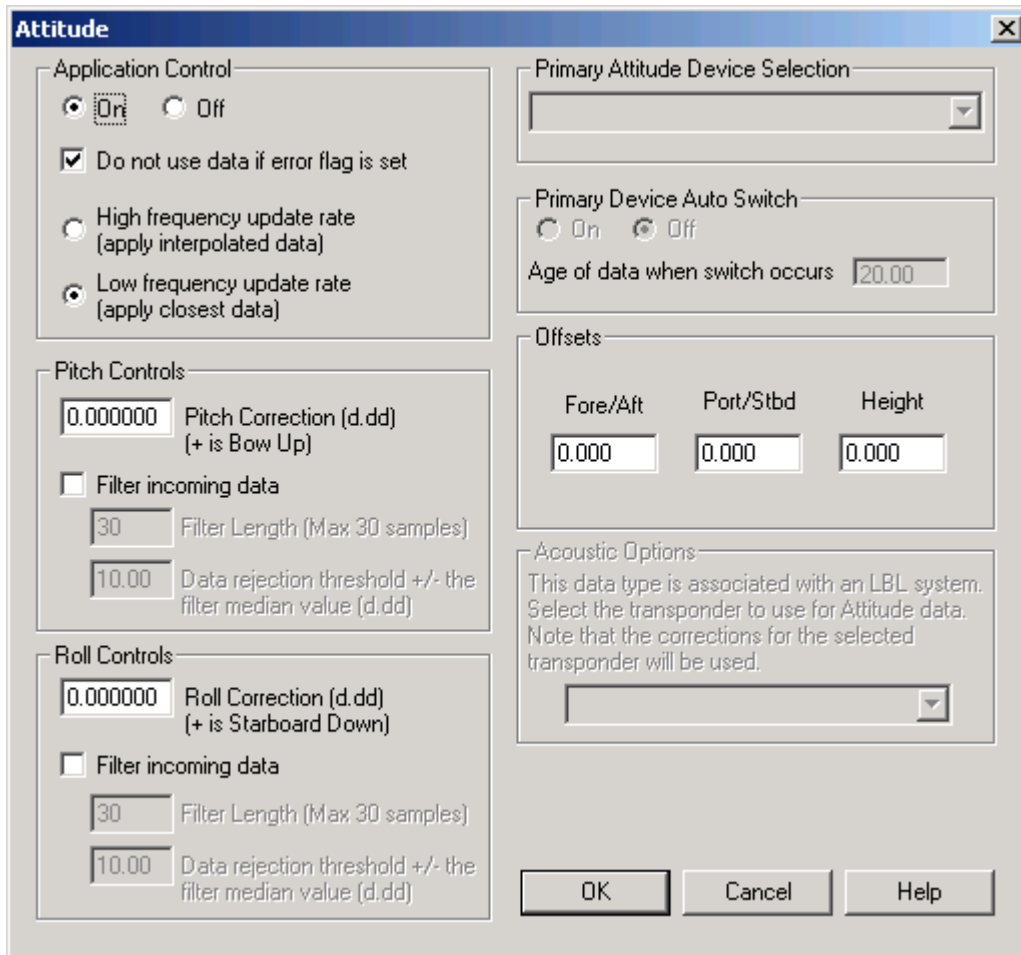 Attitude
Application Control
On Off
Do not use data if error flag is set
High frequency update rate
(apply interpolated data)
Low frequency update rate
(apply closest data)
Pitch Controls
0.000000 Pitch Correction (d.dd)
(+ is Bow Up)
Filter incoming data
30 Filter Length (Max 30 samples)
10.00 Data rejection threshold +/- the
filter median value (d.dd)
Roll Controls
0.000000 Roll Correction (d.dd)
(+ is Starboard Down)
Filter incoming data
30 Filter Length (Max 30 samples)
10.00 Data rejection threshold +/- the
filter median value (d.dd)
Primary Attitude Device Selection
Primary Device Auto Switch
On Off
Age of data when switch occurs 20.00
Offsets
Fore/Aft Port/Stbd Height
0.000 0.000 0.000
Acoustic Options
This data type is associated with an LBL system.
Select the transponder to use for Attitude data.
Note that the corrections for the selected
transponder will be used.
OK Cancel Help